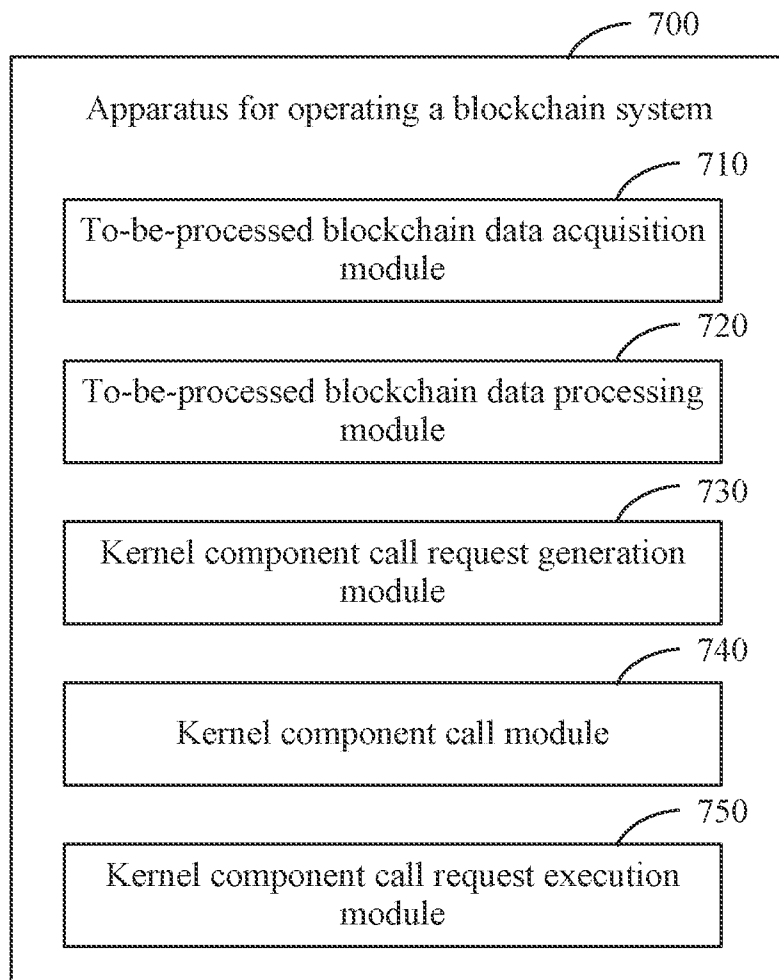 700
Apparatus for operating a blockchain system
710
To-be-processed blockchain data acquisition
module
720
To-be-processed blockchain data processing
module
730
Kernel component call request generation
module
740
Kernel component call module
750
Kernel component call request execution
module